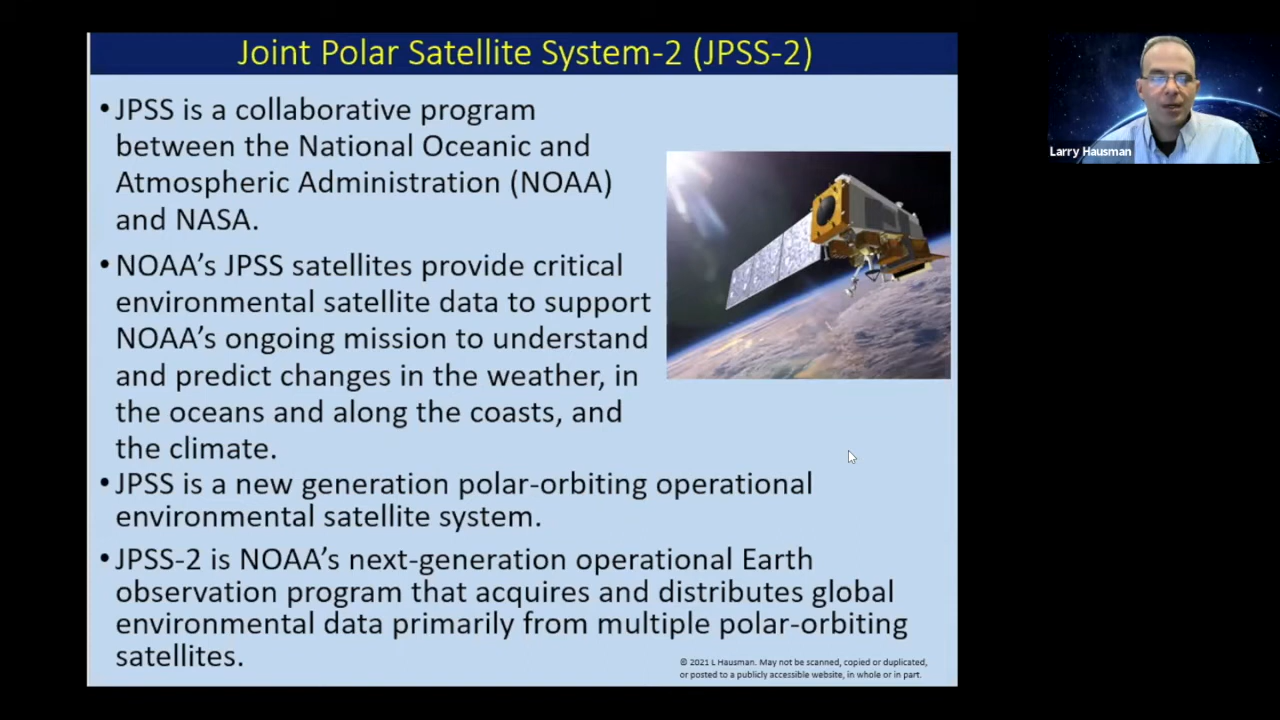 Joint Polar Satellite System-2 (JPSS-2)
• JPSS is a collaborative program
between the National Oceanic and
Atmospheric Administration (NOAA)
and NASA.
• NOAA’s JPSS satellites provide critical
environmental satellite data to support
NOAA’s ongoing mission to understand
and predict changes in the weather, in
the oceans and along the coasts, and
the climate.
• JPSS is a new generation polar-orbiting operational
environmental satellite system.
• JPSS-2 is NOAA’s next-generation operational Earth
observation program that acquires and distributes global
environmental data primarily from multiple polar-orbiting
satellites.
© 2021 L Hausman. May not be scanned, copied or duplicated,
or posted to a publicly accessible website, in whole or in part.
Larry Hausman